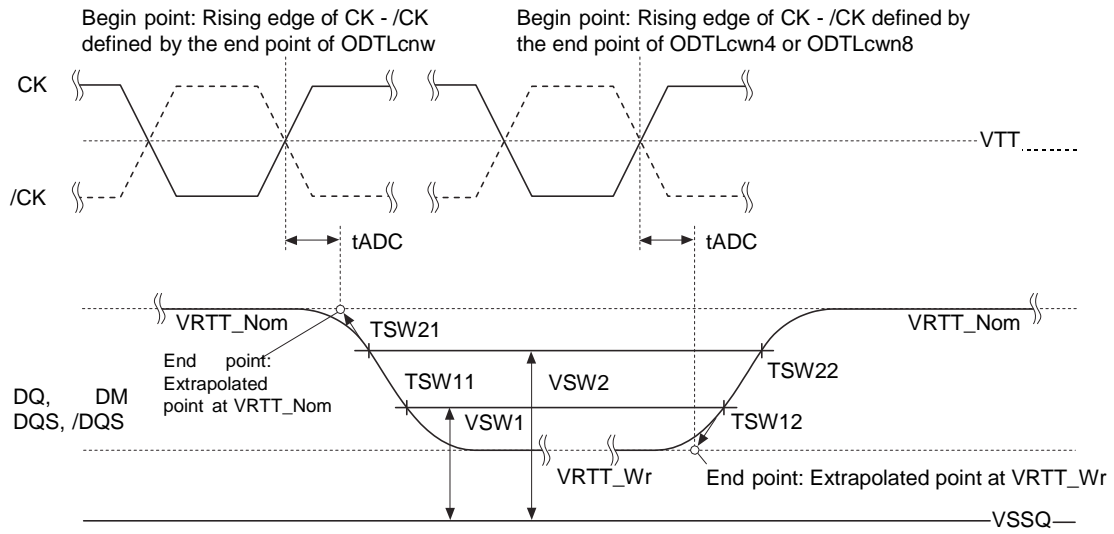 Begin point: Rising edge of CK - /CK
defined by the end point of ODTLcnw
Begin point: Rising edge of CK - /CK defined by
the end point of ODTLcwn4 or ODTLcwn8
CK
VTT
/CK
tADC
tADC
VRTT_Nom
TSW21
VRTT_Nom
End point:
Extrapolated
point at VRTT_Nom
TSW11
VSW2
TSW22
DQ, DM
DQS, /DQS
VSW1
TSW12
VRTT_Wr
End point: Extrapolated point at VRTT_Wr
VSSQ